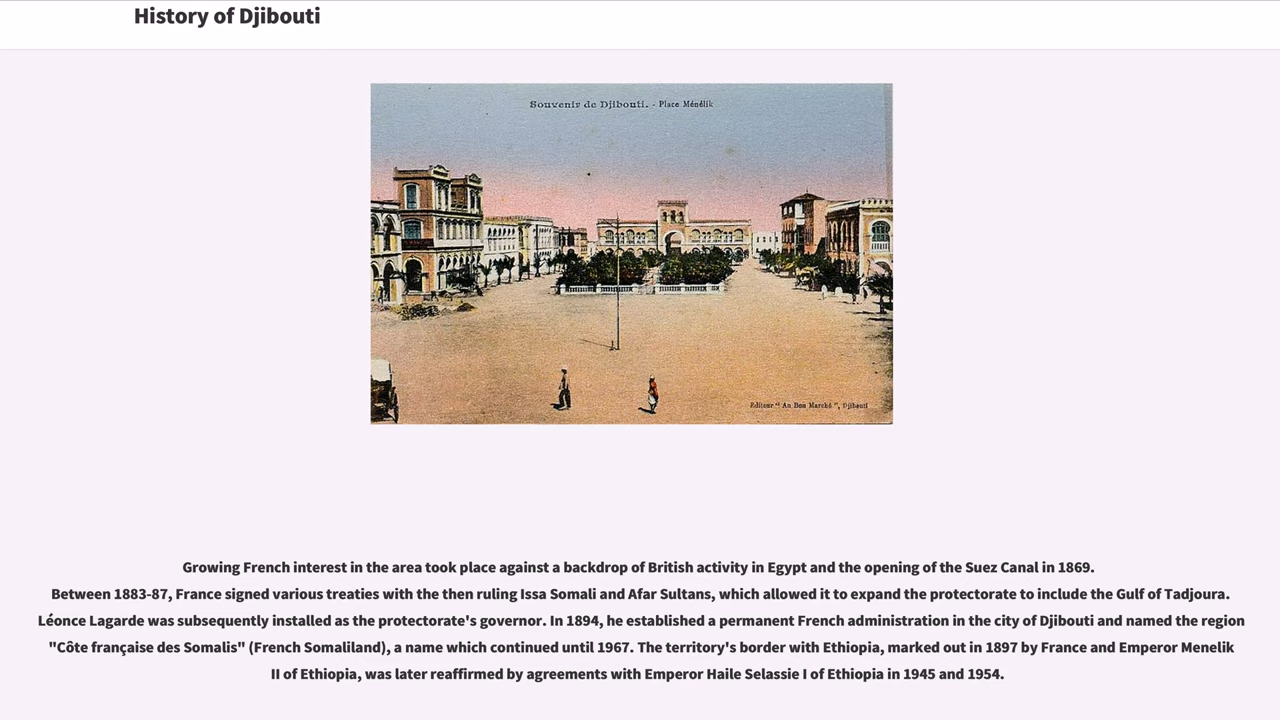 History of Djibouti
Souvenir de Djibouti. - Place Ménélik
Editeur " Au Bon Marché ", Djibouti
Growing French interest in the area took place against a backdrop of British activity in Egypt and the opening of the Suez Canal in 1869.
Between 1883-87, France signed various treaties with the then ruling Issa Somali and Afar Sultans, which allowed it to expand the protectorate to include the Gulf of Tadjoura.
Léonce Lagarde was subsequently installed as the protectorate's governor. In 1894, he established a permanent French administration in the city of Djibouti and named the region
"Côte française des Somalis" (French Somaliland), a name which continued until 1967. The territory's border with Ethiopia, marked out in 1897 by France and Emperor Menelik
II of Ethiopia, was later reaffirmed by agreements with Emperor Haile Selassie I of Ethiopia in 1945 and 1954.